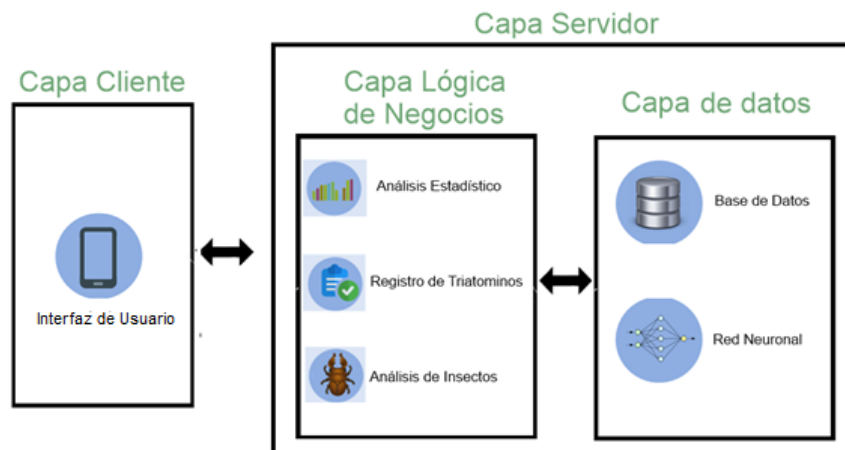 Capa Servidor
Capa Cliente
Capa Lógica
de Negocios
Capa de datos
Análisis Estadístico
Base de Datos
Registro de Triatominos
Interfaz de Usuario
Red Neuronal
Análisis de Insectos